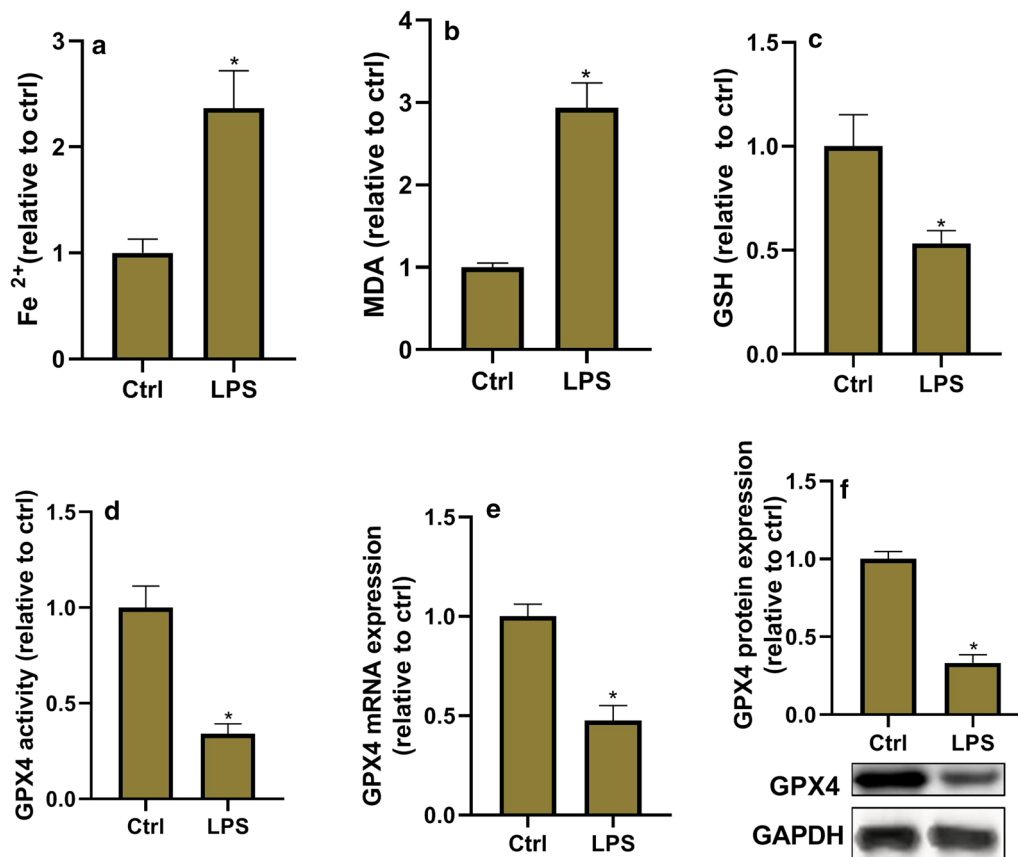 a
Fe 2+(relative to ctrl)
3
2
1
0
*
Ctrl LPS
b
MDA (relative to ctrl)
4
3
2
1
0
*
Ctrl LPS
c
GSH (relative to ctrl)
1.5
1.0
0.5
0.0
*
Ctrl LPS
d
GPX4 activity (relative to ctrl)
1.5
1.0
0.5
0.0
*
Ctrl LPS
e
GPX4 mRNA expression
(relative to ctrl)
1.5
1.0
0.5
0.0
*
Ctrl LPS
f
GPX4 protein expression
(relative to ctrl)
1.5
1.0
0.5
0.0
*
Ctrl LPS
GPX4
GAPDH